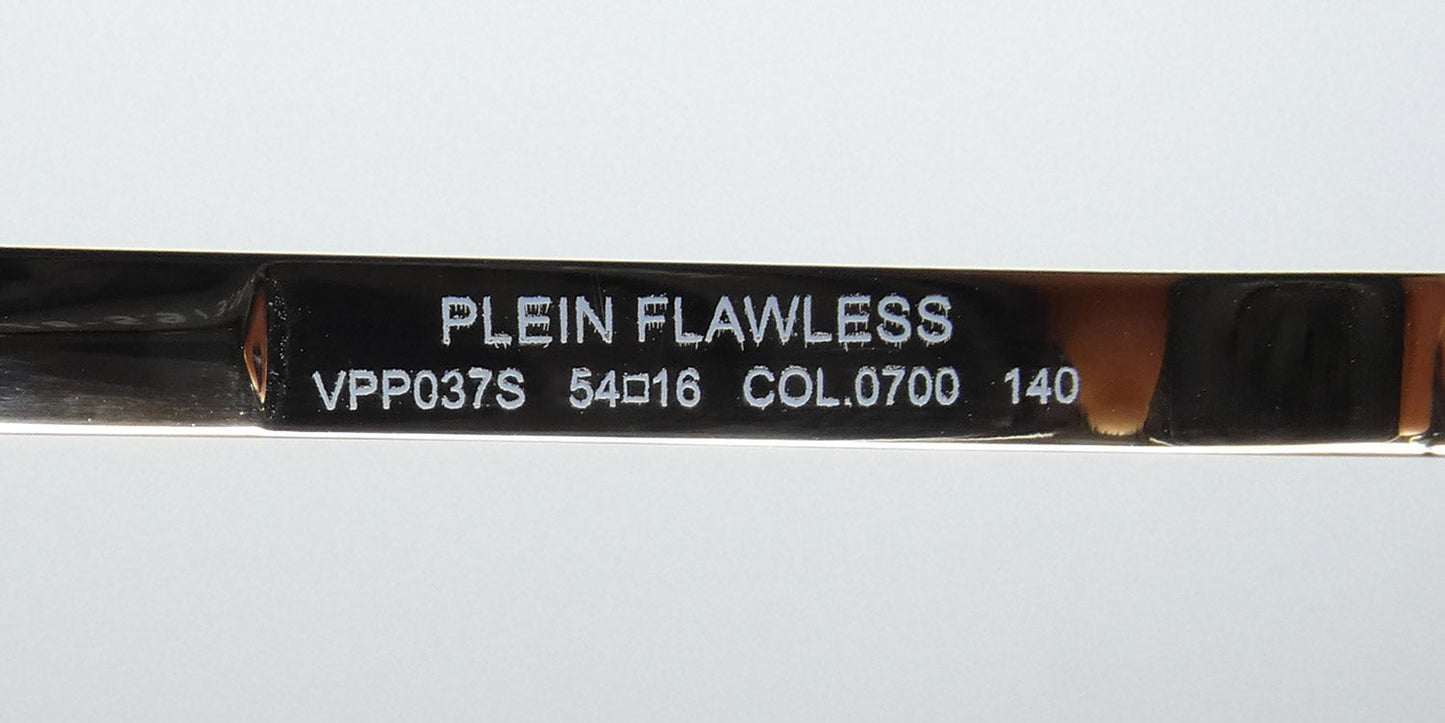 PLEIN FLAWLESS
VPP037S 54□16 COL.0700 140